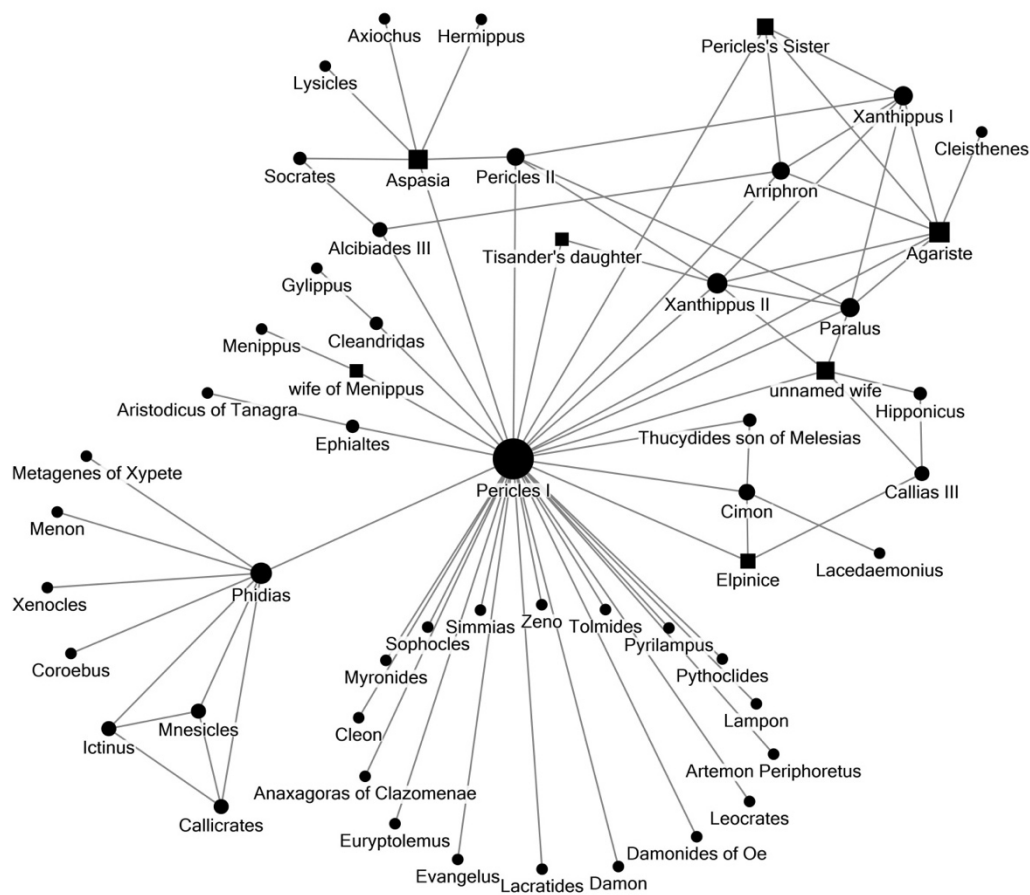 Axiochus
Hermippus
Pericles's Sister
Lysicles
Xanthippus I
Cleisthenes
Socrates
Aspasia
Pericles II
Arriphron
Alcibiades III
Tisander's daughter
Agariste
Gylippus
Xanthippus II
Cleandridas
Paralus
Menippus
wife of Menippus
unnamed wife
Aristodicus of Tanagra
Hipponicus
Ephialtes
Thucydides son of Melesias
Metagenes of Xypete
Pericles I
Callias III
Cimon
Menon
Lacedaemonius
Elpinice
Xenocles
Phidias
Simmias
Zeno
Tolmides
Sophocles
Pyrilampus
Coroebus
Myronides
Pythoclides
Lampon
Cleon
Mnesicles
Ictinus
Artemon Periphoretus
Anaxagoras of Clazomenae
Leocrates
Callicrates
Euryptolemus
Damonides of Oe
Evangelus
Lacratides
Damon